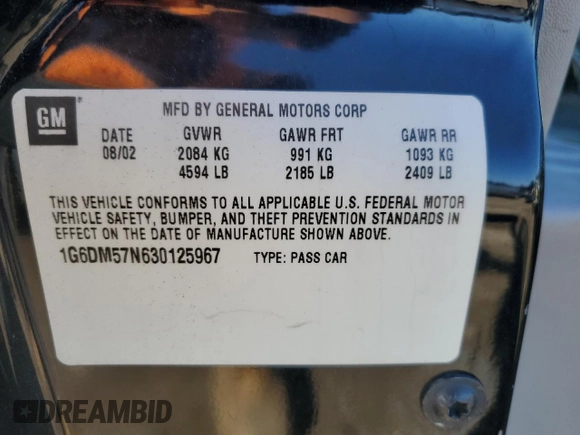 GM
MFD BY GENERAL MOTORS CORP
DATE GVWR GAWR FRT GAWR RR
08/02 2084 KG 991 KG 1093 KG
4594 LB 2185 LB 2409 LB
THIS VEHICLE CONFORMS TO ALL APPLICABLE U.S. FEDERAL MOTOR
VEHICLE SAFETY, BUMPER, AND THEFT PREVENTION STANDARDS IN
EFFECT ON THE DATE OF MANUFACTURE SHOWN ABOVE.
1G6DM57N630125967 TYPE: PASS CAR
DREAMBID